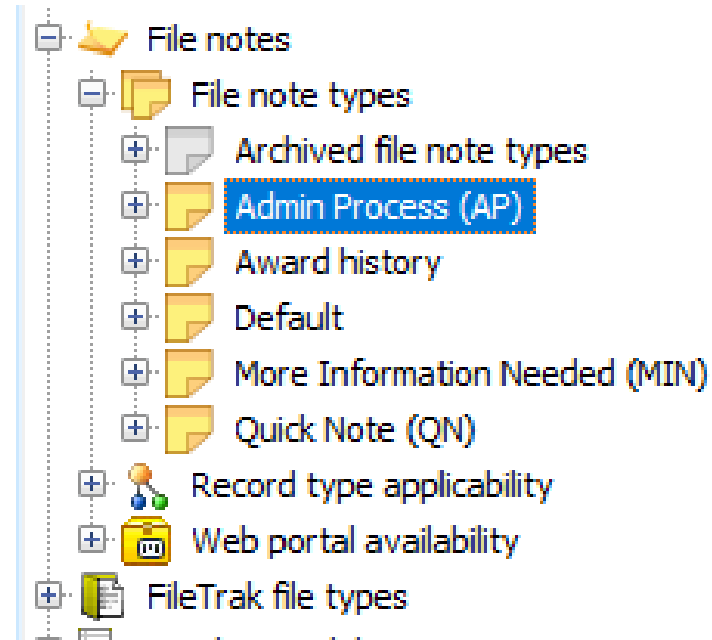 File notes
File note types
Archived file note types
Admin Process (AP)
Award history
Default
More Information Needed (MIN)
Quick Note (QN)
Record type applicability
Web portal availability
FileTrak file types